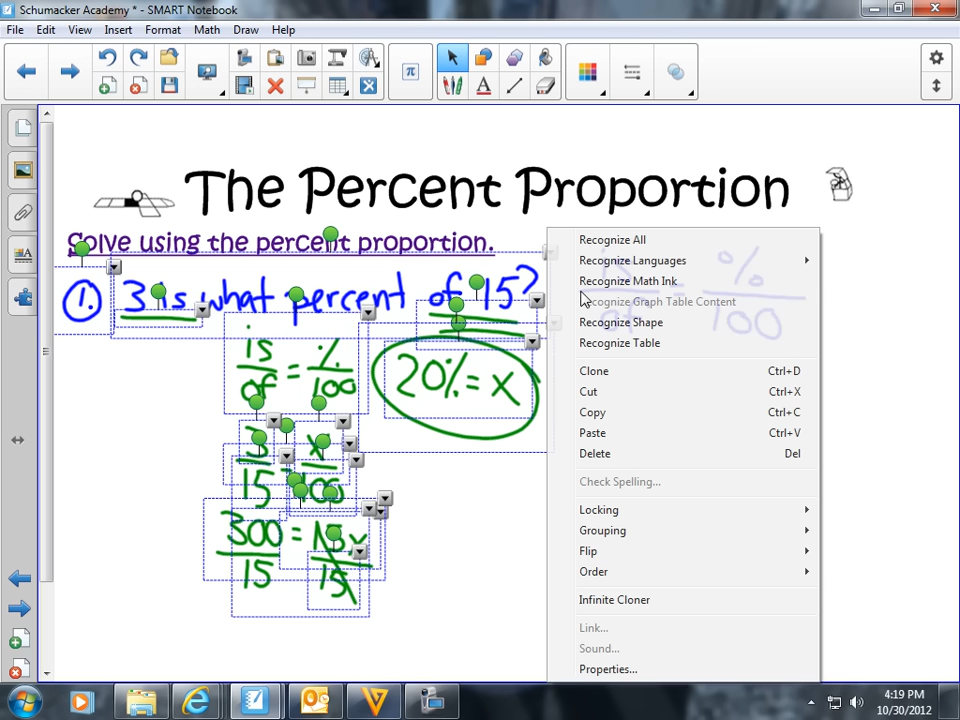 Schumacker Academy * - SMART Notebook
File Edit View Insert Format Math Draw Help
π
A
The Percent Proportion
Solve using the percent proportion.
1. 3 is what percent of 15?
is/of = %/100
20% = x
3/15 = x/100
300/15 = 15x/15
% / 100
Recognize All
Recognize Languages
Recognize Math Ink
Recognize Graph Table Content
Recognize Shape
Recognize Table
Clone Ctrl+D
Cut Ctrl+X
Copy Ctrl+C
Paste Ctrl+V
Delete Del
Check Spelling...
Locking
Grouping
Flip
Order
Infinite Cloner
Link...
Sound...
Properties...
4:19 PM
10/30/2012